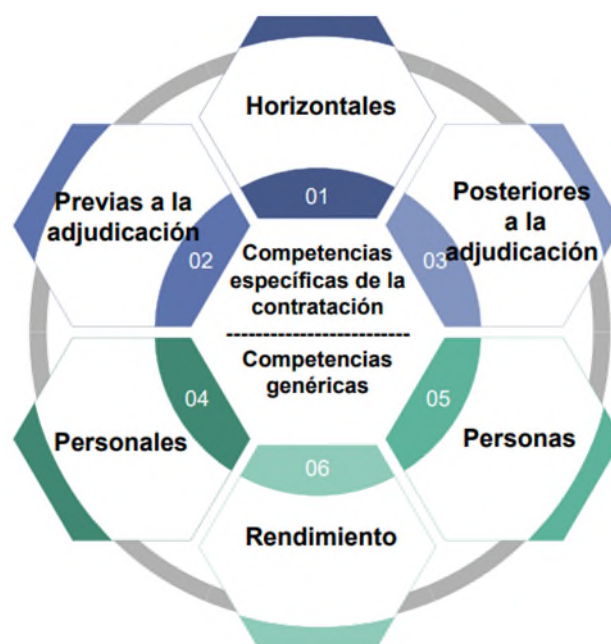 Horizontales
01
Previas a la
adjudicación
02
Posteriores
a la
adjudicación
03
Competencias
específicas de la
contratación
--------------------------
Competencias
genéricas
04
Personales
05
Personas
06
Rendimiento